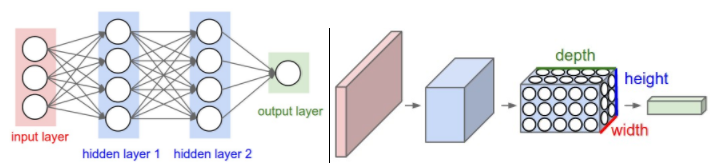 input layer
hidden layer 1
hidden layer 2
output layer
depth
height
width